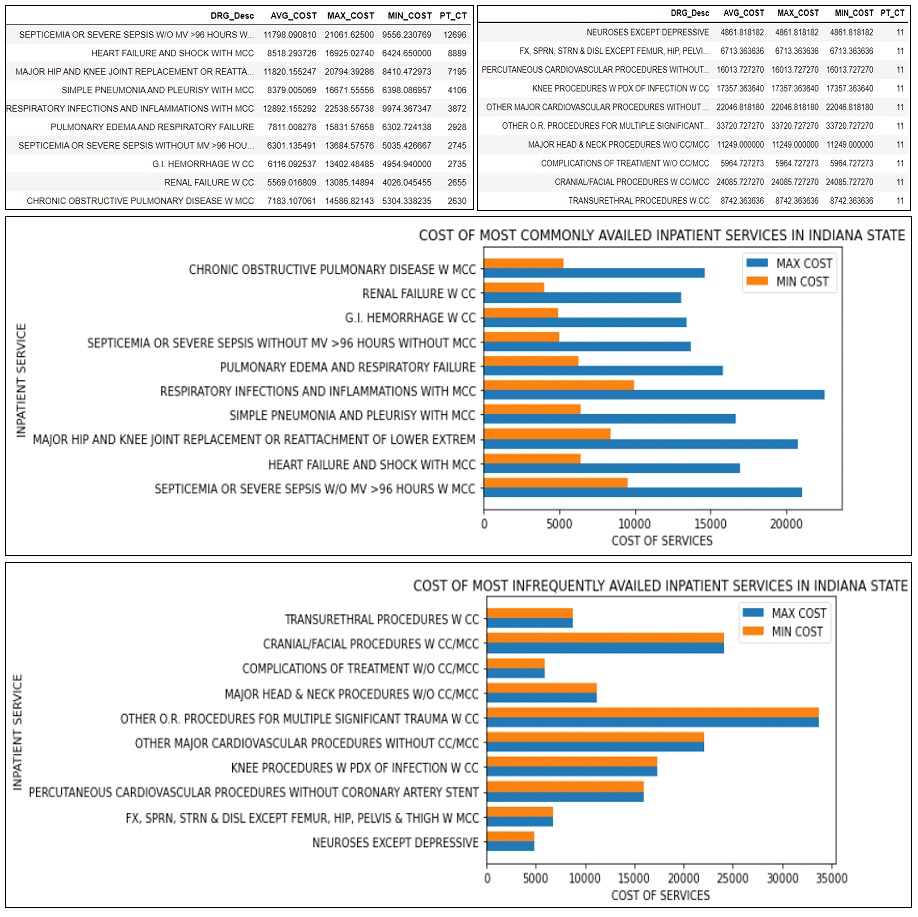 DRG_Desc AVG_COST MAX_COST MIN_COST PT_CT
SEPTICEMIA OR SEVERE SEPSIS W/O MV >96 HOURS W... 11798.090810 21061.62500 9556.230769 12696
HEART FAILURE AND SHOCK WITH MCC 8518.293726 16925.02740 6424.650000 8889
MAJOR HIP AND KNEE JOINT REPLACEMENT OR REATTA... 11820.155247 20794.39286 8410.472973 7195
SIMPLE PNEUMONIA AND PLEURISY WITH MCC 8379.005069 16671.55556 6398.086957 4106
RESPIRATORY INFECTIONS AND INFLAMMATIONS WITH MCC 12892.155292 22538.55738 9974.367347 3872
PULMONARY EDEMA AND RESPIRATORY FAILURE 7811.008278 15831.57658 6302.724138 2928
SEPTICEMIA OR SEVERE SEPSIS WITHOUT MV >96 HOU... 6301.135491 13684.57576 5035.426667 2745
G.I. HEMORRHAGE W CC 6116.092537 13402.48485 4954.940000 2735
RENAL FAILURE W CC 5569.016809 13085.14894 4026.045455 2655
CHRONIC OBSTRUCTIVE PULMONARY DISEASE W MCC 7183.107061 14586.82143 5304.338235 2630
DRG_Desc AVG_COST MAX_COST MIN_COST PT_CT
NEUROSES EXCEPT DEPRESSIVE 4861.818182 4861.818182 4861.818182 11
FX, SPRN, STRN & DISL EXCEPT FEMUR, HIP, PELVI... 6713.363636 6713.363636 6713.363636 11
PERCUTANEOUS CARDIOVASCULAR PROCEDURES WITHOUT... 16013.727270 16013.727270 16013.727270 11
KNEE PROCEDURES W PDX OF INFECTION W CC 17357.363640 17357.363640 17357.363640 11
OTHER MAJOR CARDIOVASCULAR PROCEDURES WITHOUT ... 22046.818180 22046.818180 22046.818180 11
OTHER O.R. PROCEDURES FOR MULTIPLE SIGNIFICANT... 33720.727270 33720.727270 33720.727270 11
MAJOR HEAD & NECK PROCEDURES W/O CC/MCC 11249.000000 11249.000000 11249.000000 11
COMPLICATIONS OF TREATMENT W/O CC/MCC 5964.727273 5964.727273 5964.727273 11
CRANIAL/FACIAL PROCEDURES W CC/MCC 24085.727270 24085.727270 24085.727270 11
TRANSURETHRAL PROCEDURES W CC 8742.363636 8742.363636 8742.363636 11
COST OF MOST COMMONLY AVAILED INPATIENT SERVICES IN INDIANA STATE
MAX COST
MIN COST
INPATIENT SERVICE
CHRONIC OBSTRUCTIVE PULMONARY DISEASE W MCC
RENAL FAILURE W CC
G.I. HEMORRHAGE W CC
SEPTICEMIA OR SEVERE SEPSIS WITHOUT MV >96 HOURS WITHOUT MCC
PULMONARY EDEMA AND RESPIRATORY FAILURE
RESPIRATORY INFECTIONS AND INFLAMMATIONS WITH MCC
SIMPLE PNEUMONIA AND PLEURISY WITH MCC
MAJOR HIP AND KNEE JOINT REPLACEMENT OR REATTACHMENT OF LOWER EXTREM
HEART FAILURE AND SHOCK WITH MCC
SEPTICEMIA OR SEVERE SEPSIS W/O MV >96 HOURS W MCC
0 5000 10000 15000 20000
COST OF SERVICES
COST OF MOST INFREQUENTLY AVAILED INPATIENT SERVICES IN INDIANA STATE
MAX COST
MIN COST
INPATIENT SERVICE
TRANSURETHRAL PROCEDURES W CC
CRANIAL/FACIAL PROCEDURES W CC/MCC
COMPLICATIONS OF TREATMENT W/O CC/MCC
MAJOR HEAD & NECK PROCEDURES W/O CC/MCC
OTHER O.R. PROCEDURES FOR MULTIPLE SIGNIFICANT TRAUMA W CC
OTHER MAJOR CARDIOVASCULAR PROCEDURES WITHOUT CC/MCC
KNEE PROCEDURES W PDX OF INFECTION W CC
PERCUTANEOUS CARDIOVASCULAR PROCEDURES WITHOUT CORONARY ARTERY STENT
FX, SPRN, STRN & DISL EXCEPT FEMUR, HIP, PELVIS & THIGH W MCC
NEUROSES EXCEPT DEPRESSIVE
0 5000 10000 15000 20000 25000 30000 35000
COST OF SERVICES